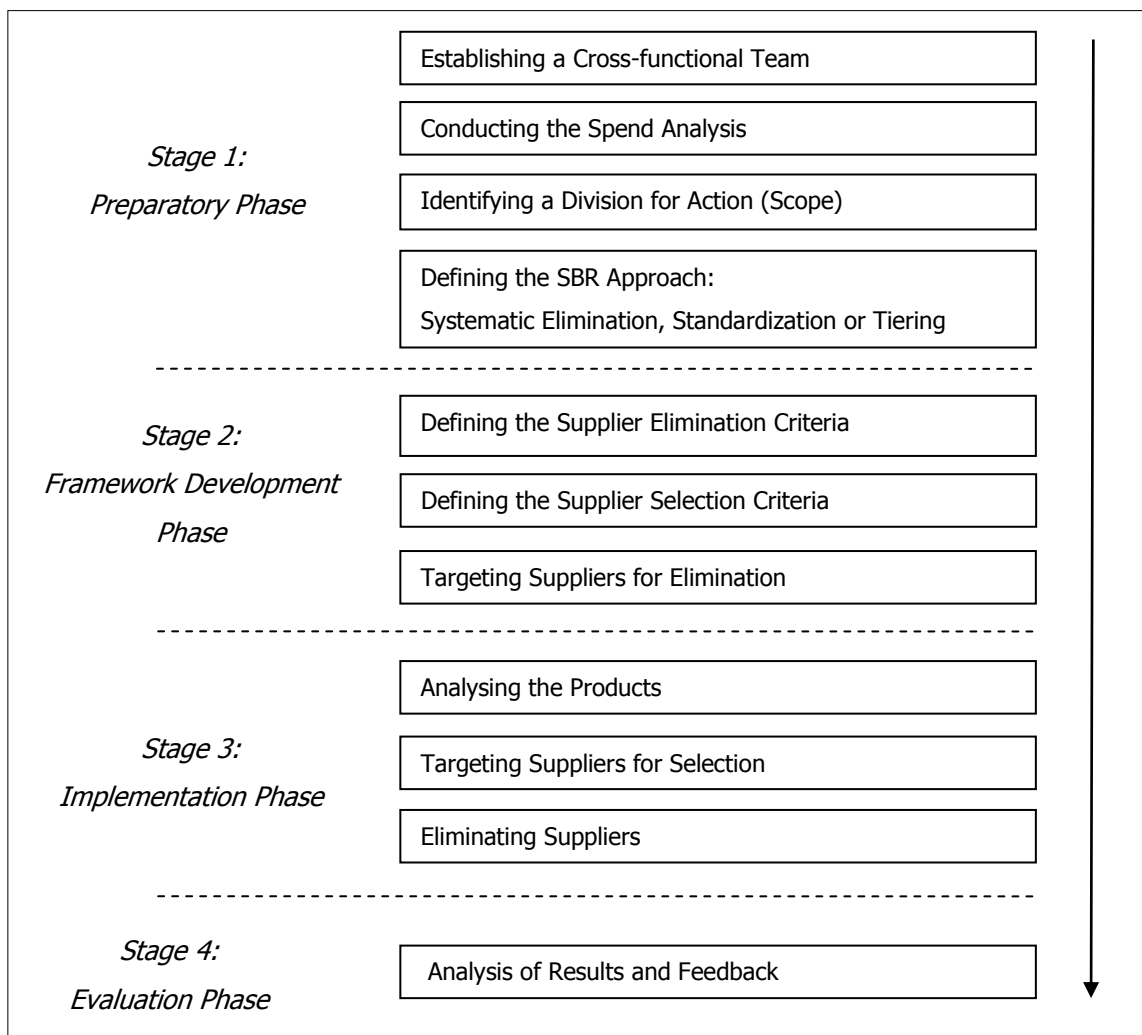 Establishing a Cross-functional Team
Conducting the Spend Analysis
Stage 1:
Preparatory Phase
Identifying a Division for Action (Scope)
Defining the SBR Approach:
Systematic Elimination, Standardization or Tiering
Defining the Supplier Elimination Criteria
Stage 2:
Framework Development
Phase
Defining the Supplier Selection Criteria
Targeting Suppliers for Elimination
Analysing the Products
Stage 3:
Implementation Phase
Targeting Suppliers for Selection
Eliminating Suppliers
Stage 4:
Evaluation Phase
Analysis of Results and Feedback